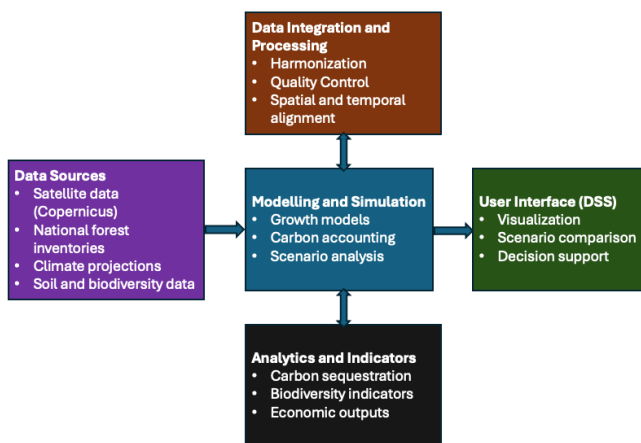 Data Integration and
Processing
• Harmonization
• Quality Control
• Spatial and temporal
alignment
Data Sources
• Satellite data
(Copernicus)
• National forest
inventories
• Climate projections
• Soil and biodiversity data
Modelling and Simulation
• Growth models
• Carbon accounting
• Scenario analysis
User Interface (DSS)
• Visualization
• Scenario comparison
• Decision support
Analytics and Indicators
• Carbon sequestration
• Biodiversity indicators
• Economic outputs